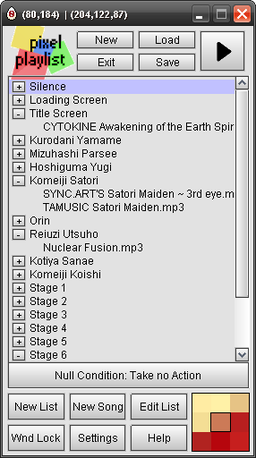 (80,184) | (204,122,87)
pixel
playlist
New
Load
Exit
Save
Silence
Loading Screen
Title Screen
CYTOKINE Awakening of the Earth Spir
Kurodani Yamame
Mizuhashi Parsee
Hoshiguma Yugi
Komeiji Satori
SYNC.ART'S Satori Maiden ~ 3rd eye.m
TAMUSIC Satori Maiden.mp3
Orin
Reiuzi Utsuho
Nuclear Fusion.mp3
Kotiya Sanae
Komeiji Koishi
Stage 1
Stage 2
Stage 3
Stage 4
Stage 5
Stage 6
Null Condition: Take no Action
New List
New Song
Edit List
Wnd Lock
Settings
Help